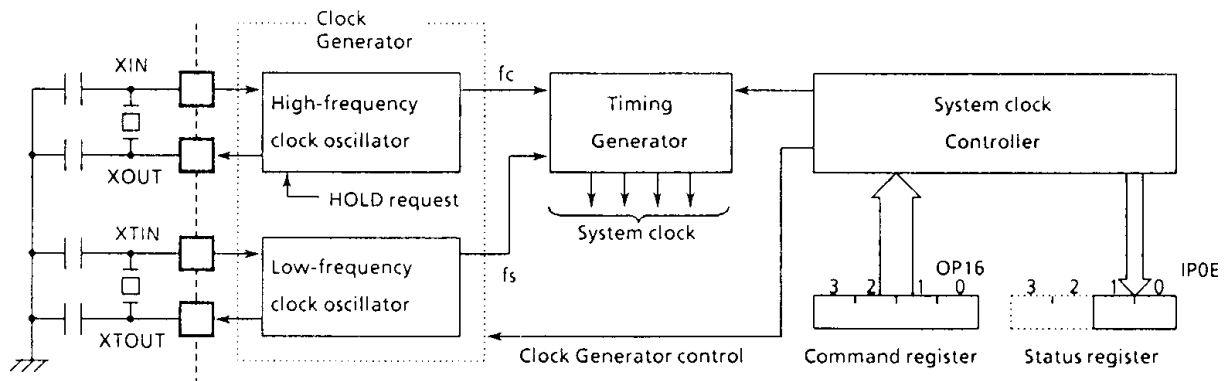 Clock
Generator
XIN
High-frequency
clock oscillator
XOUT
HOLD request
fc
Timing
Generator
System clock
System clock
Controller
XTIN
Low-frequency
clock oscillator
XTOUT
fs
Clock Generator control
OP16
3 2 1 0
Command register
IP0E
3 2 1 0
Status register